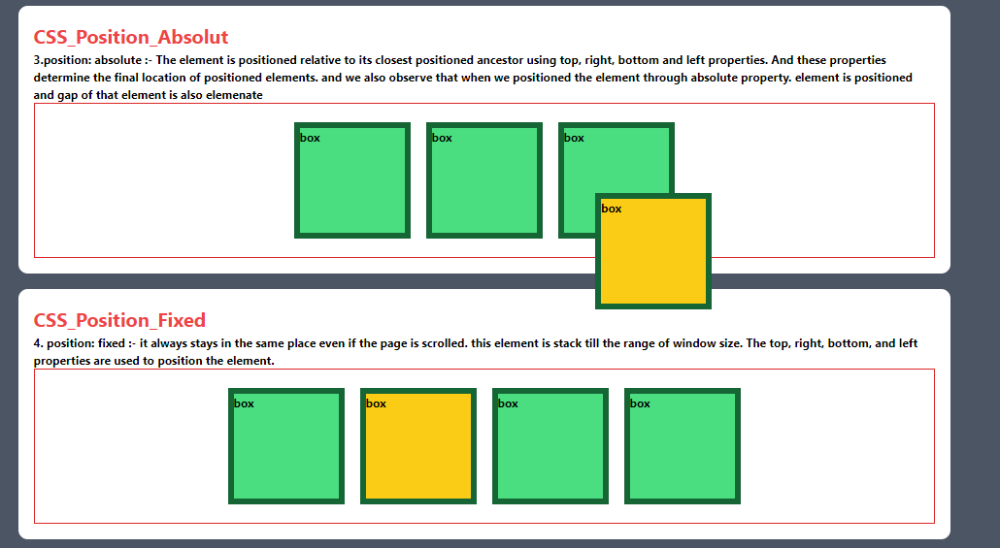 CSS_Position_Absolut
3.position: absolute :- The element is positioned relative to its closest positioned ancestor using top, right, bottom and left properties. And these properties
determine the final location of positioned elements. and we also observe that when we positioned the element through absolute property. element is positioned
and gap of that element is also elemenate
box box box
box
CSS_Position_Fixed
4. position: fixed :- it always stays in the same place even if the page is scrolled. this element is stack till the range of window size. The top, right, bottom, and left
properties are used to position the element.
box box box box